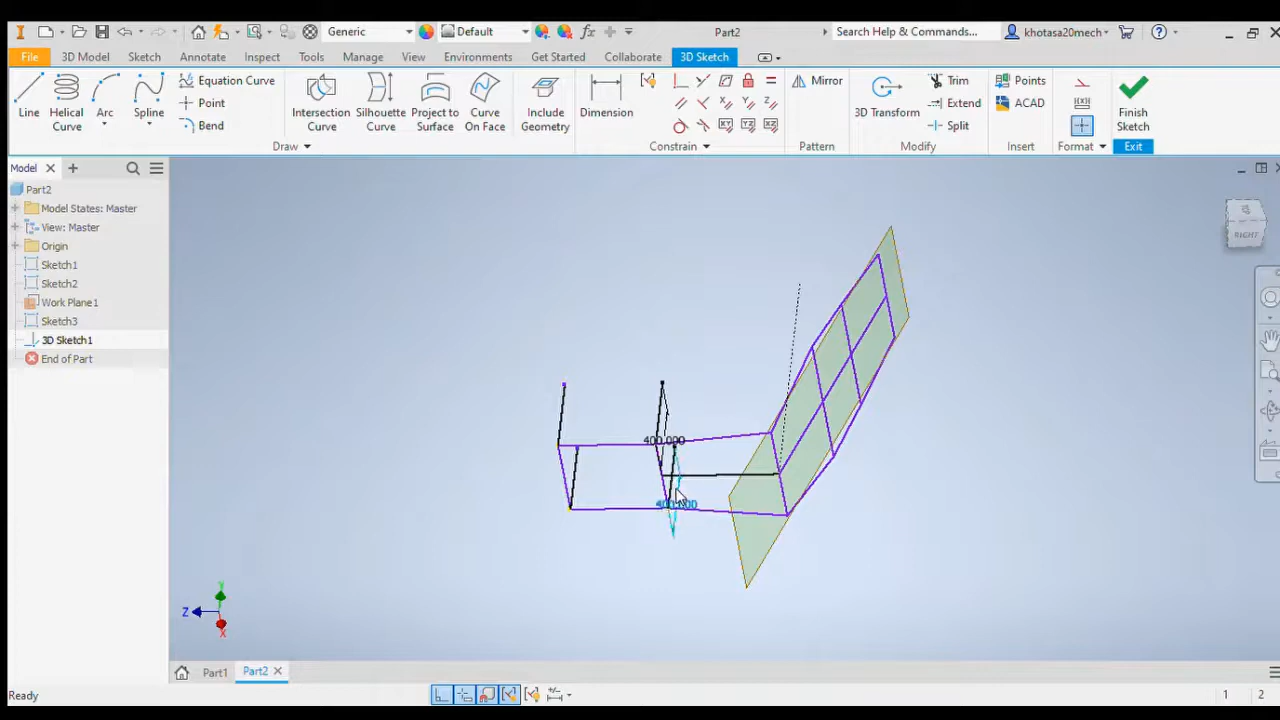 Generic
Default
fx
Part2
Search Help & Commands...
khotasa20mech
File
3D Model
Sketch
Annotate
Inspect
Tools
Manage
View
Environments
Get Started
Collaborate
3D Sketch
Line
Helical Curve
Arc
Spline
Equation Curve
Point
Bend
Intersection Curve
Silhouette Curve
Project to Surface
Curve On Face
Include Geometry
Dimension
Mirror
3D Transform
Trim
Extend
Split
Points
ACAD
Finish Sketch
Draw
Constrain
Pattern
Modify
Insert
Format
Exit
Model
Part2
Model States: Master
View: Master
Origin
Sketch1
Sketch2
Work Plane1
Sketch3
3D Sketch1
End of Part
RIGHT
400.000
400.000
Y
Z
X
Part1
Part2
Ready
1
2